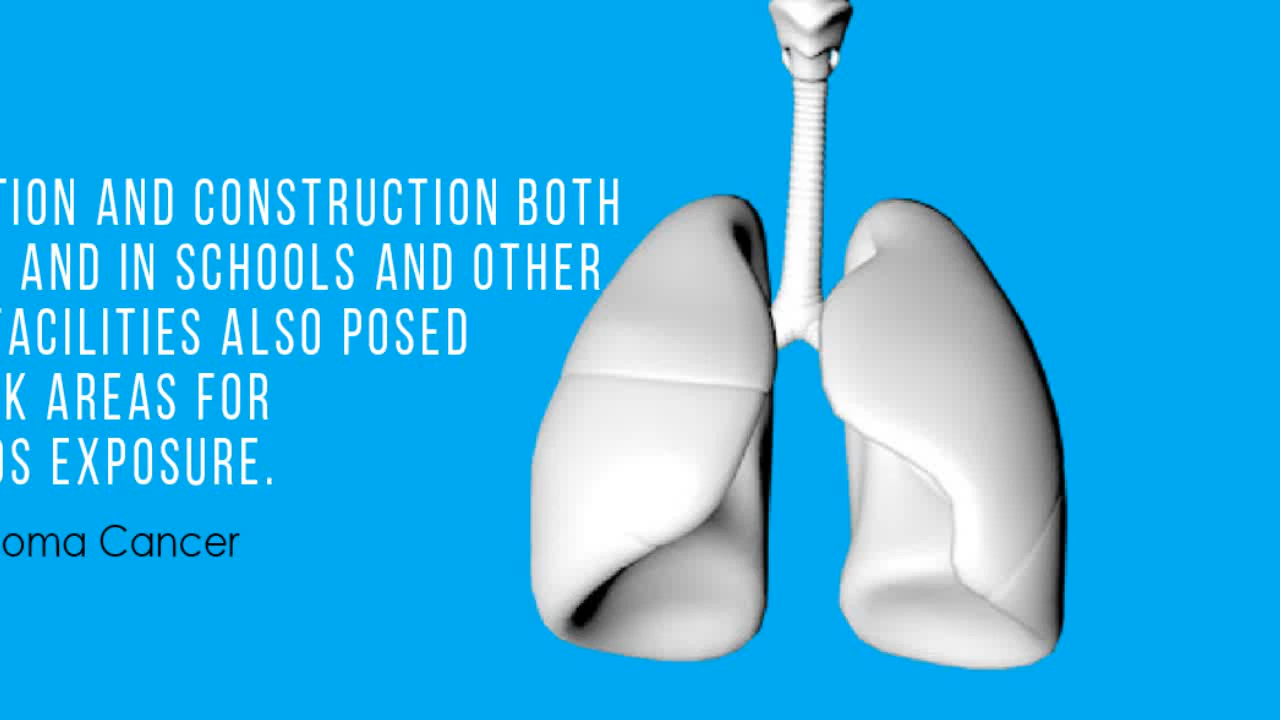 TION AND CONSTRUCTION BOTH
AND IN SCHOOLS AND OTHER
FACILITIES ALSO POSED
K AREAS FOR
OS EXPOSURE.
oma Cancer